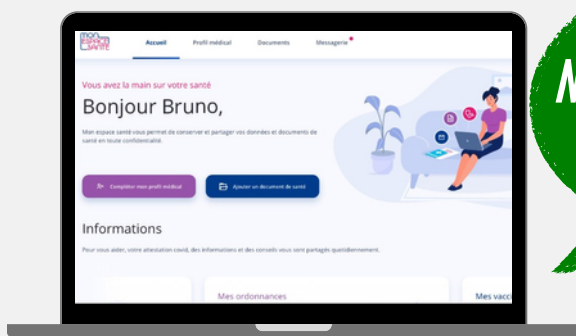 MON
ESPACE
SANTÉ
Accueil Profil médical Documents Messagerie
Vous avez la main sur votre santé
Bonjour Bruno,
Mon espace santé vous permet de conserver et partager vos données et documents de
santé en toute confidentialité.
Compléter mon profil médical Ajouter un document de santé
Informations
Pour vous aider, votre attestation covid, des informations et des conseils vous sont partagés quotidiennement.
Mes ordonnances Mes vacci
M